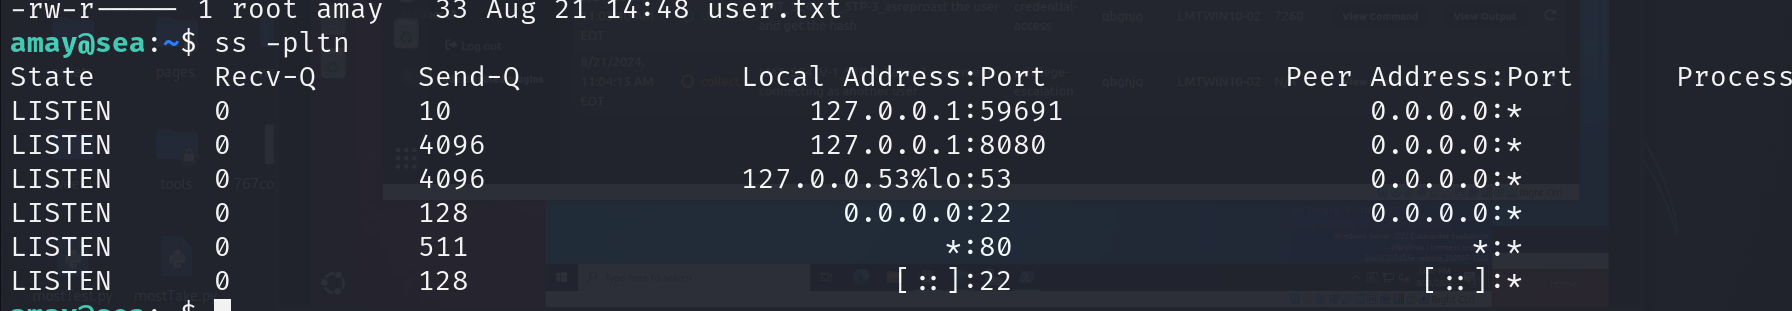 -rw-r----- 1 root amay   33 Aug 21 14:48 user.txt
amay@sea:~$ ss -pltn
State       Recv-Q      Send-Q             Local Address:Port              Peer Address:Port      Process
LISTEN      0           10                     127.0.0.1:59691                  0.0.0.0:*
LISTEN      0           4096                   127.0.0.1:8080                   0.0.0.0:*
LISTEN      0           4096               127.0.0.53%lo:53                     0.0.0.0:*
LISTEN      0           128                      0.0.0.0:22                     0.0.0.0:*
LISTEN      0           511                            *:80                           *:*
LISTEN      0           128                         [::]:22                        [::]:*
amay@sea:~$